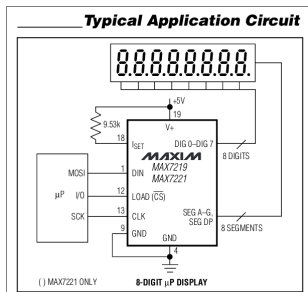 Typical Application Circuit
8.8.8.8.8.8.8.8.
+5V
19
V+
9.53k
18
ISET
DIG 0–DIG 7
8 DIGITS
MAXIM
MAX7219
MAX7221
µP
MOSI
1
DIN
I/O
12
LOAD (CS)
SCK
13
CLK
9
GND
SEG A–G,
SEG DP
8 SEGMENTS
GND
4
( ) MAX7221 ONLY
8-DIGIT µP DISPLAY